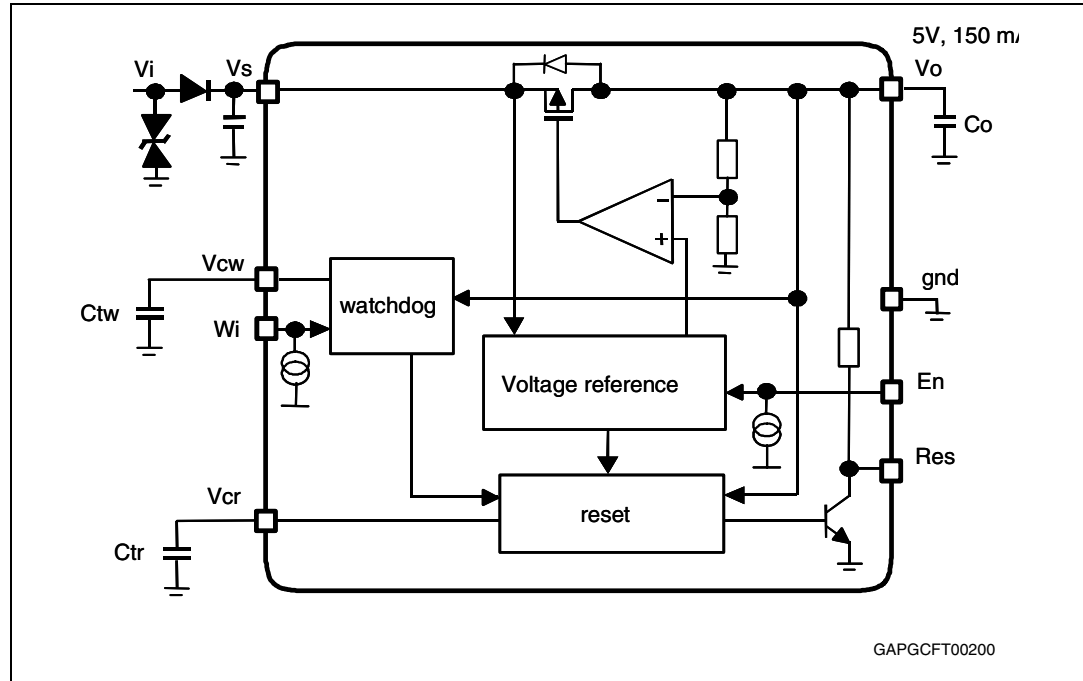 5V, 150 m
Vi
Vs
Vo
Co
Vcw
Ctw
Wi
watchdog
gnd
Voltage reference
En
Res
Vcr
Ctr
reset
GAPGCFT00200